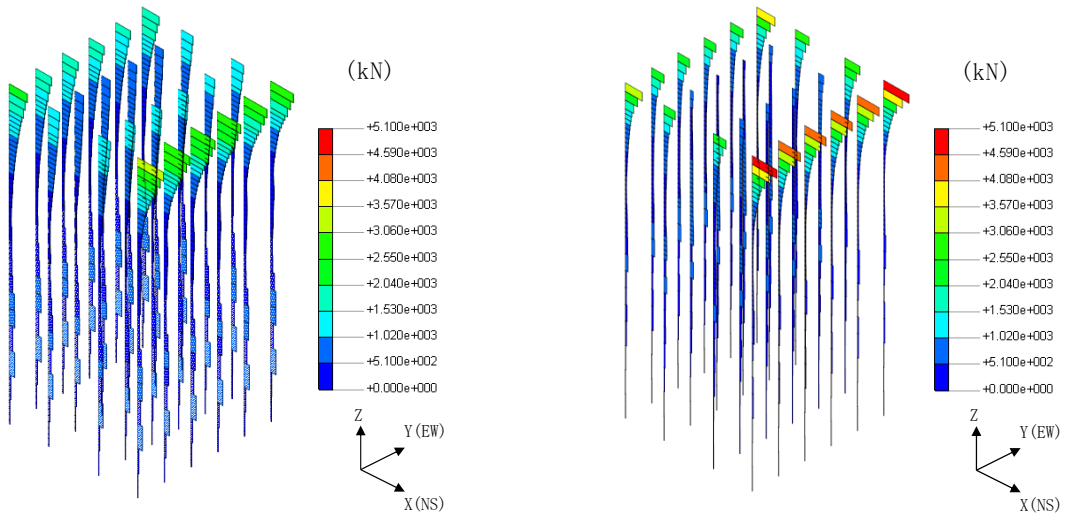 (kN)
+5.100e+003
+4.590e+003
+4.080e+003
+3.570e+003
+3.060e+003
+2.550e+003
+2.040e+003
+1.530e+003
+1.020e+003
+5.100e+002
+0.000e+000
Z
Y(EW)
X(NS)
(kN)
+5.100e+003
+4.590e+003
+4.080e+003
+3.570e+003
+3.060e+003
+2.550e+003
+2.040e+003
+1.530e+003
+1.020e+003
+5.100e+002
+0.000e+000
Z
Y(EW)
X(NS)